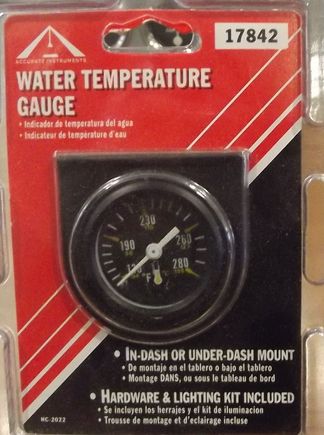 ACCURATE INSTRUMENTS
17842
WATER TEMPERATURE
GAUGE
• Indicador de temperatura del agua
• Indicateur de température d'eau
230
190
260
280
°F
°C
• IN-DASH OR UNDER-DASH MOUNT
• De montaje en el tablero o bajo el tablero
• Montage DANS, ou sous le tableau de bord
• HARDWARE & LIGHTING KIT INCLUDED
• Se incluyen los herrajes y el kit de iluminacion
• Trousse de montage et d'eclairage inclus
HC-2022